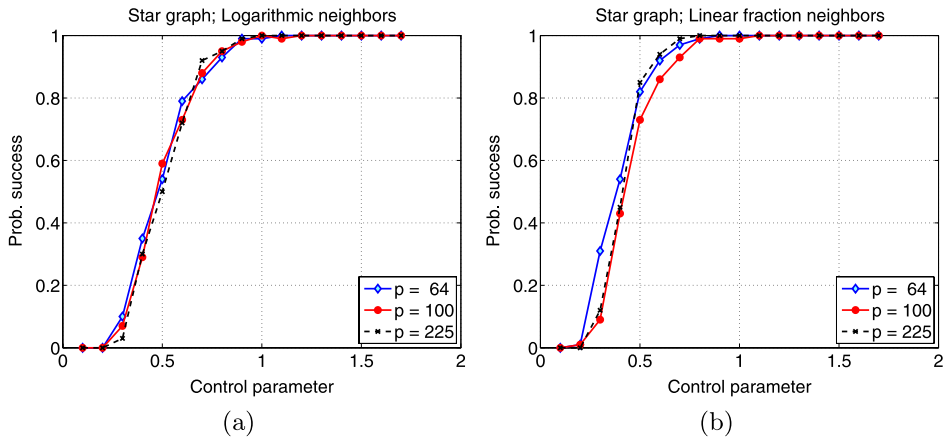 Star graph; Logarithmic neighbors
1
0.8
0.6
0.4
0.2
0
Prob. success
0 0.5 1 1.5 2
Control parameter
p = 64
p = 100
p = 225
(a)
Star graph; Linear fraction neighbors
1
0.8
0.6
0.4
0.2
0
Prob. success
0 0.5 1 1.5 2
Control parameter
p = 64
p = 100
p = 225
(b)